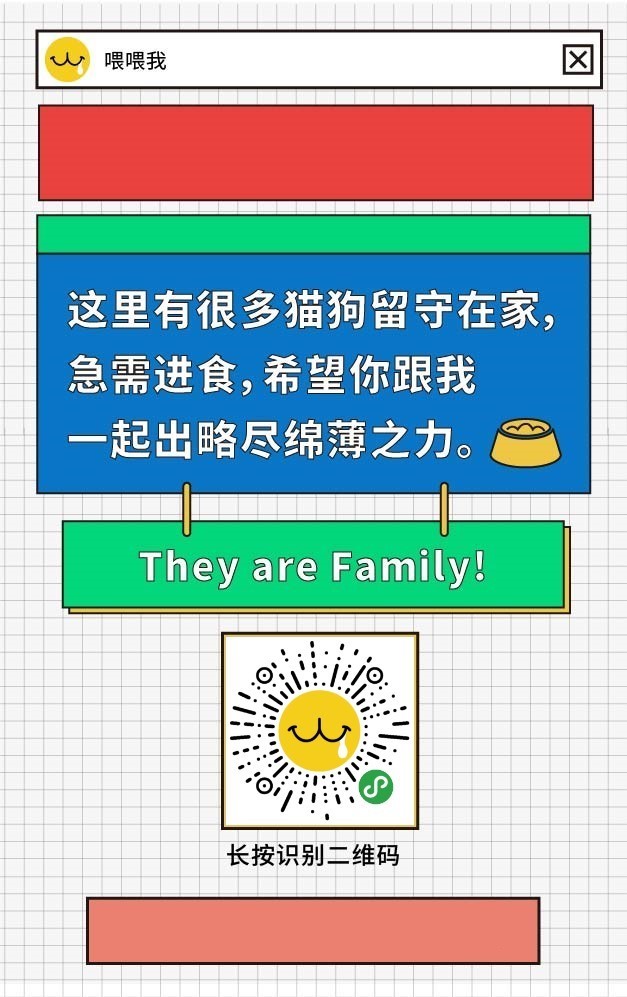 喂喂我
这里有很多猫狗留守在家，
急需进食，希望你跟我
一起出略尽绵薄之力。
They are Family!
长按识别二维码